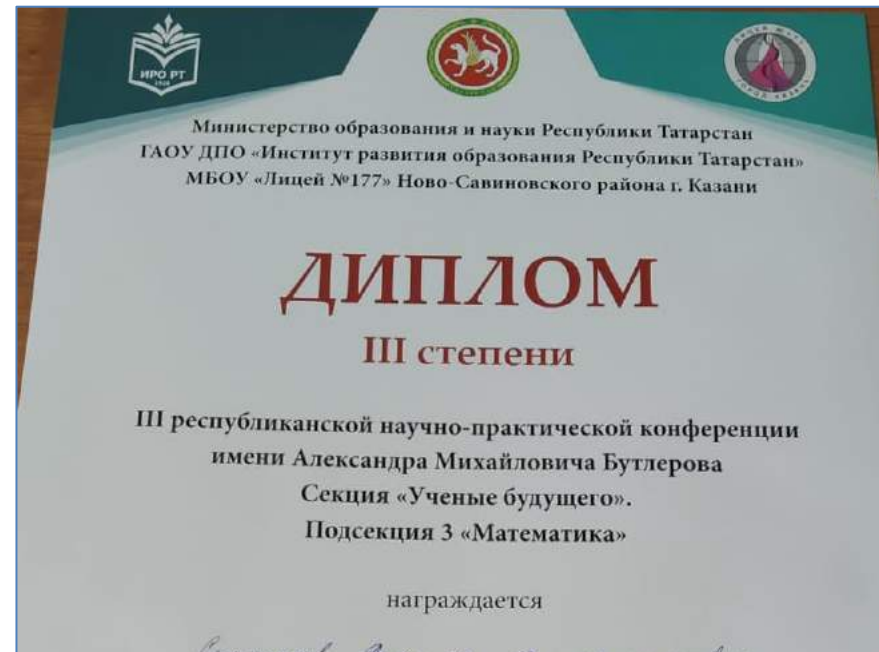 ИРО РТ
Министерство образования и науки Республики Татарстан
ГАОУ ДПО «Институт развития образования Республики Татарстан»
МБОУ «Лицей №177» Ново-Савиновского района г. Казани
ДИПЛОМ
III степени
III республиканской научно-практической конференции
имени Александра Михайловича Бутлерова
Секция «Ученые будущего».
Подсекция 3 «Математика»
награждается